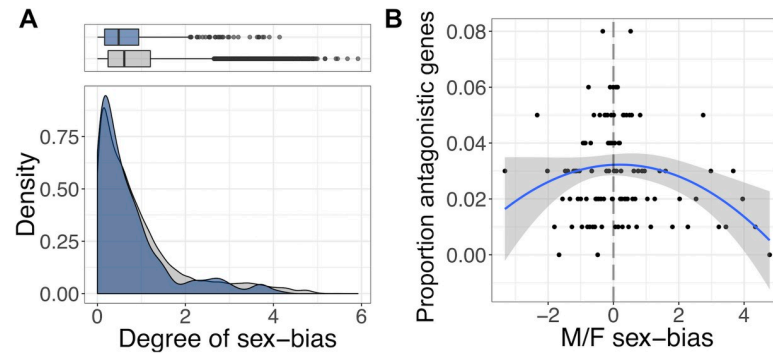 A
Density
0.75
0.50
0.25
0.00
0
2
4
6
Degree of sex−bias
B
Proportion antagonistic genes
0.08
0.06
0.04
0.02
0.00
−2
0
2
4
M/F sex−bias